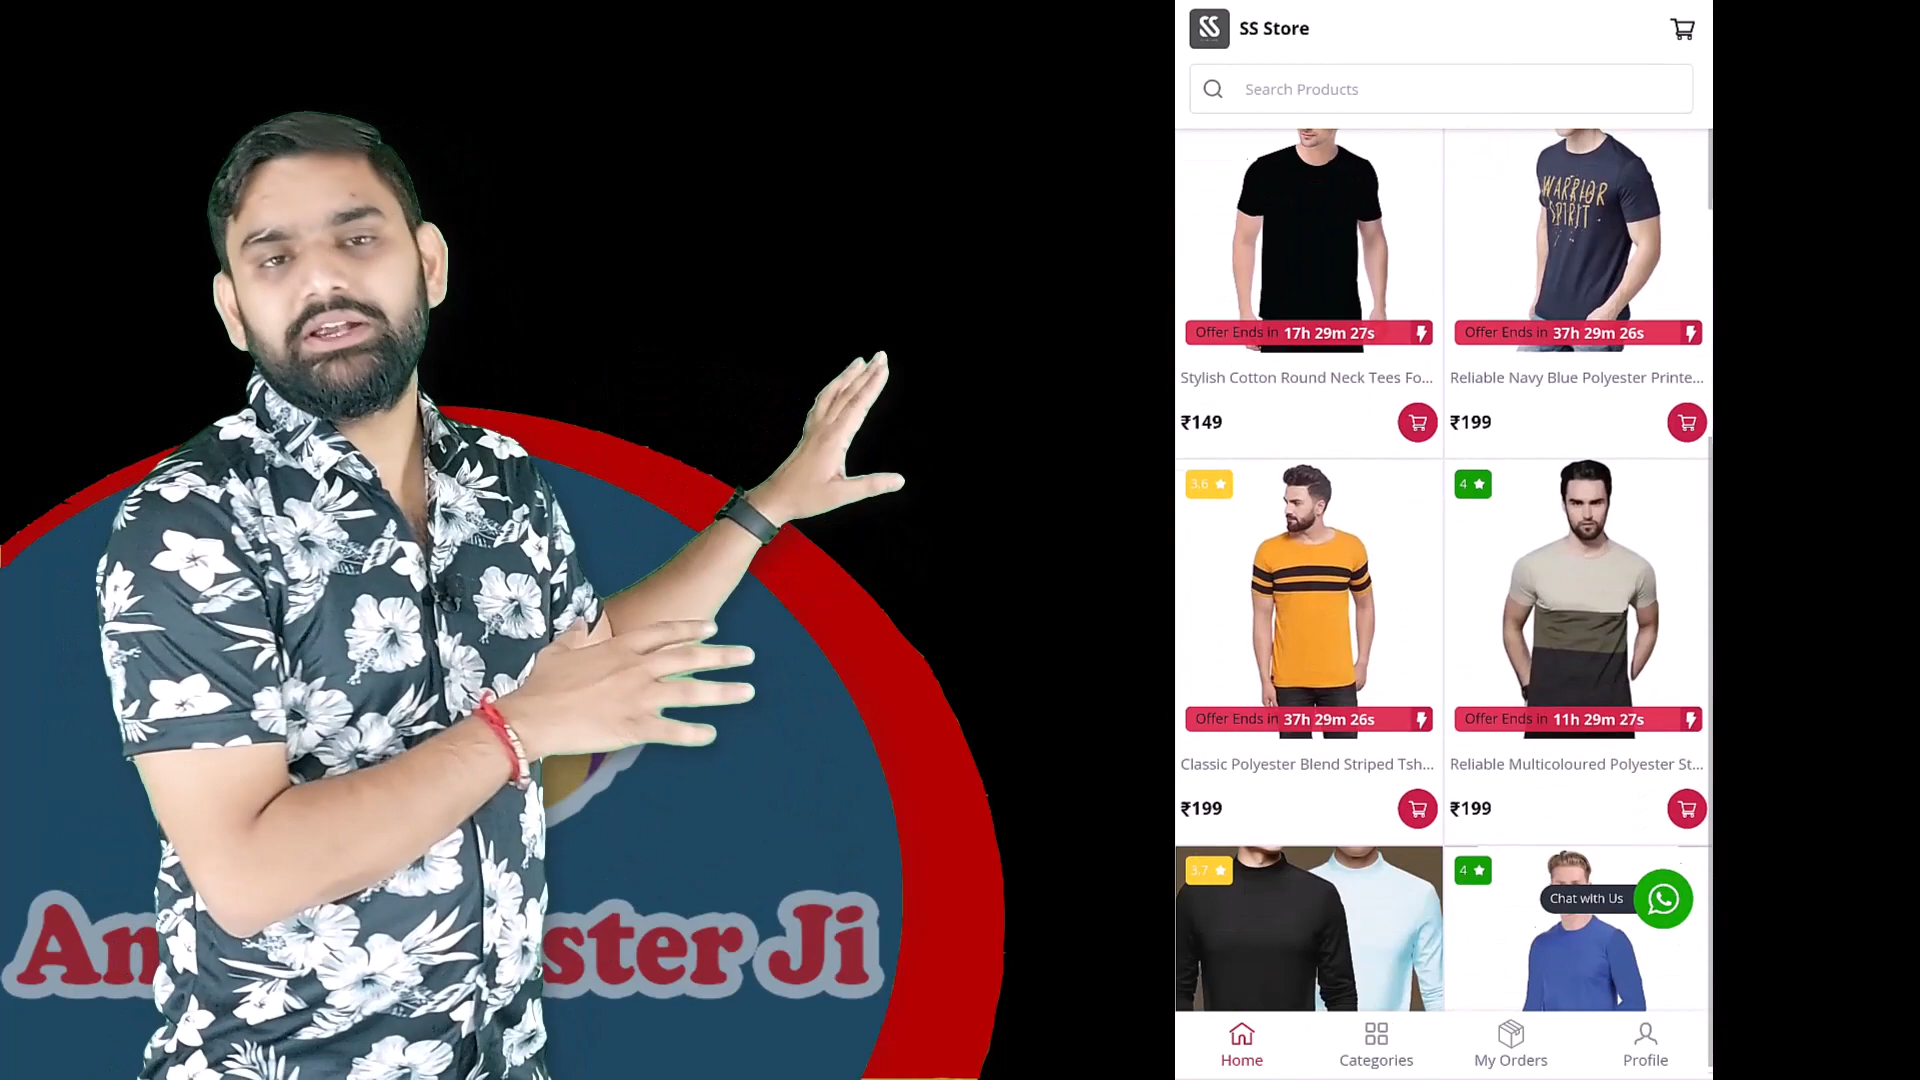 SS SS Store
Search Products
WARRIOR
SPIRIT
Offer Ends in 17h 29m 27s
Offer Ends in 37h 29m 26s
Stylish Cotton Round Neck Tees Fo...
Reliable Navy Blue Polyester Printe...
₹149
₹199
3.6
4
Offer Ends in 37h 29m 26s
Offer Ends in 11h 29m 27s
Classic Polyester Blend Striped Tsh...
Reliable Multicoloured Polyester St...
₹199
₹199
3.7
4
Chat with Us
An ster Ji
Home
Categories
My Orders
Profile